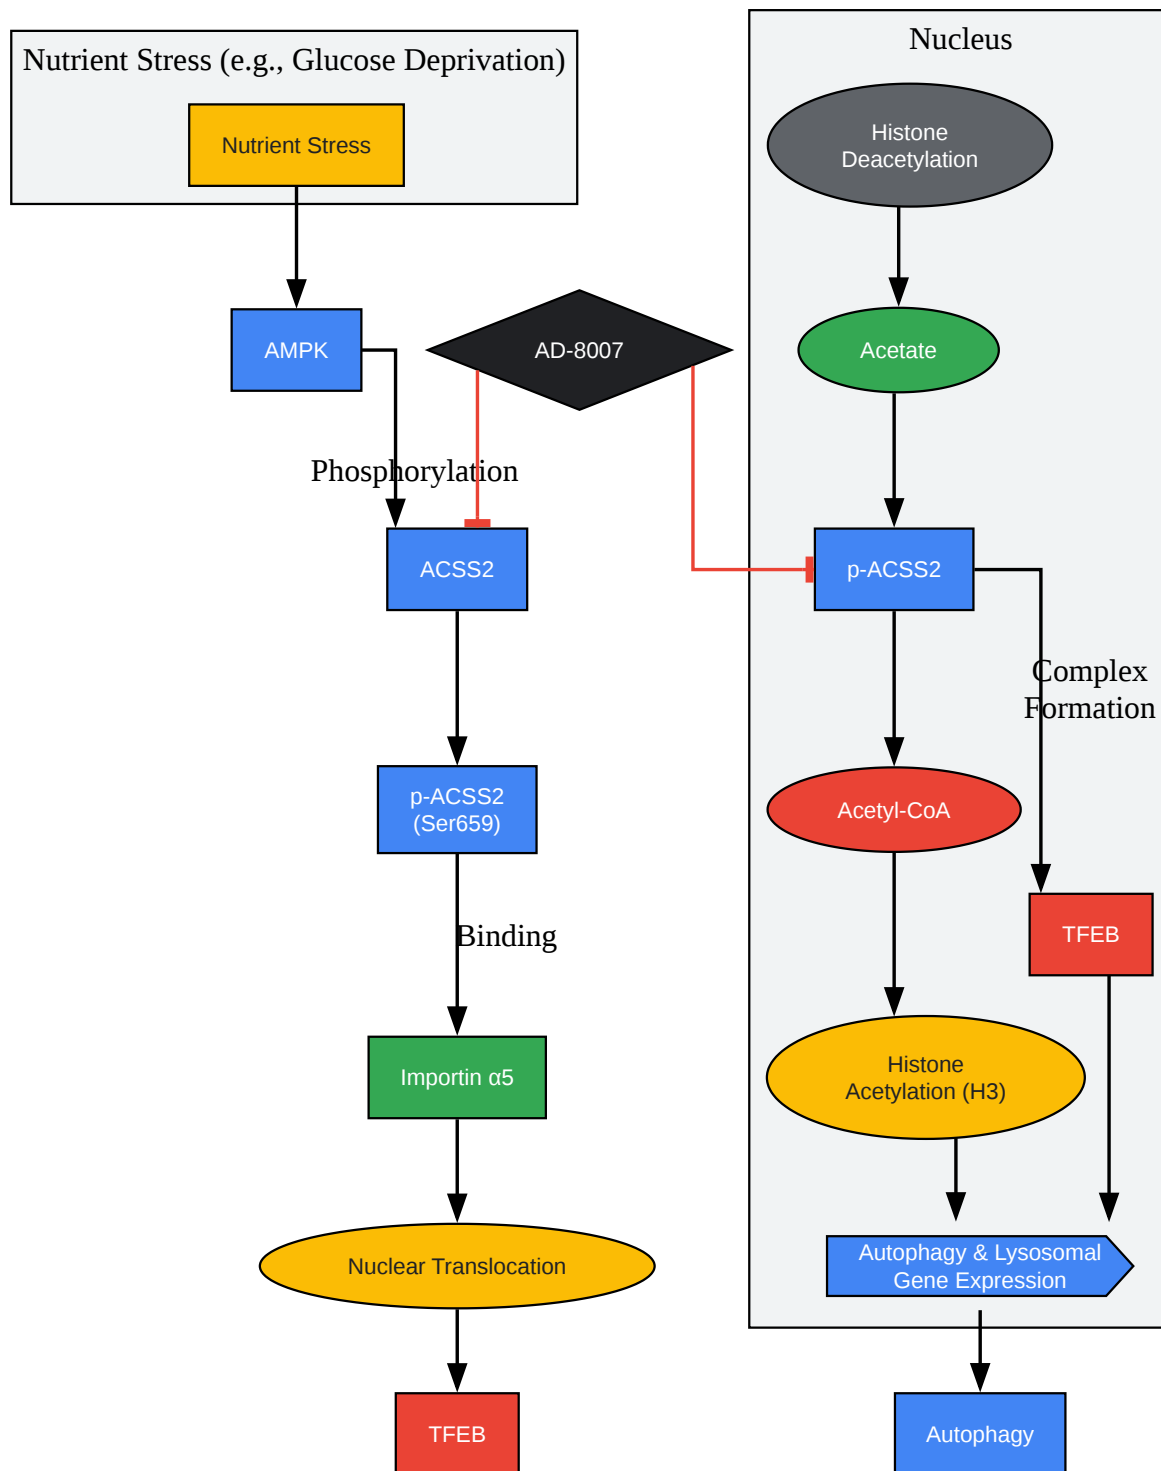 Nutrient Stress (e.g., Glucose Deprivation)
Nutrient Stress
AMPK
Phosphorylation
AD-8007
ACSS2
p-ACSS2
(Ser659)
Binding
Importin α5
Nuclear Translocation
TFEB
Nucleus
Histone
Deacetylation
Acetate
p-ACSS2
Complex
Formation
Acetyl-CoA
TFEB
Histone
Acetylation (H3)
Autophagy & Lysosomal
Gene Expression
Autophagy